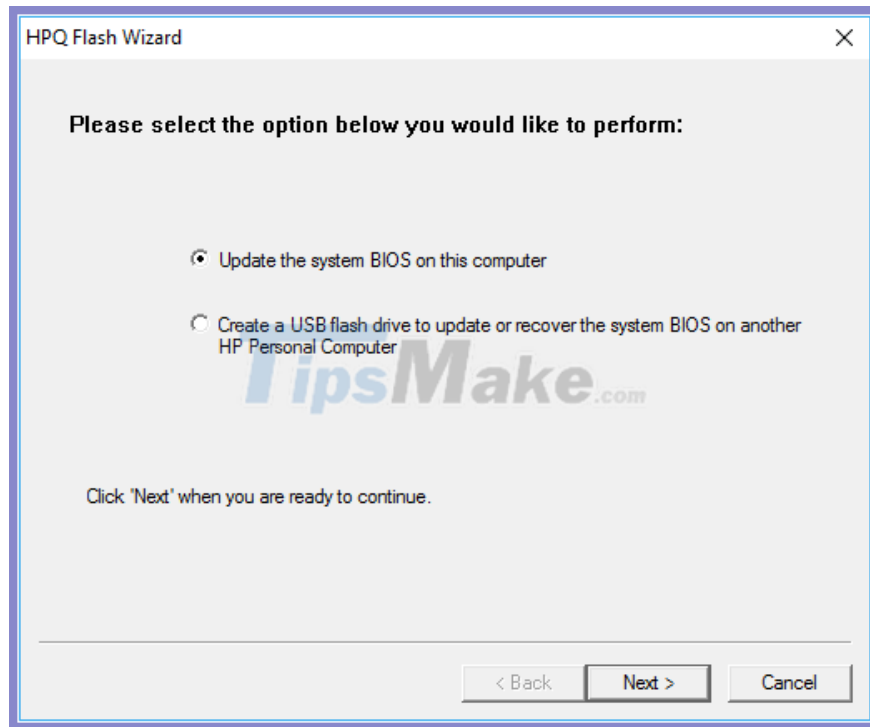 HPQ Flash Wizard
Please select the option below you would like to perform:
Update the system BIOS on this computer
Create a USB flash drive to update or recover the system BIOS on another
HP Personal Computer
TipsMake.com
Click 'Next' when you are ready to continue.
< Back Next > Cancel